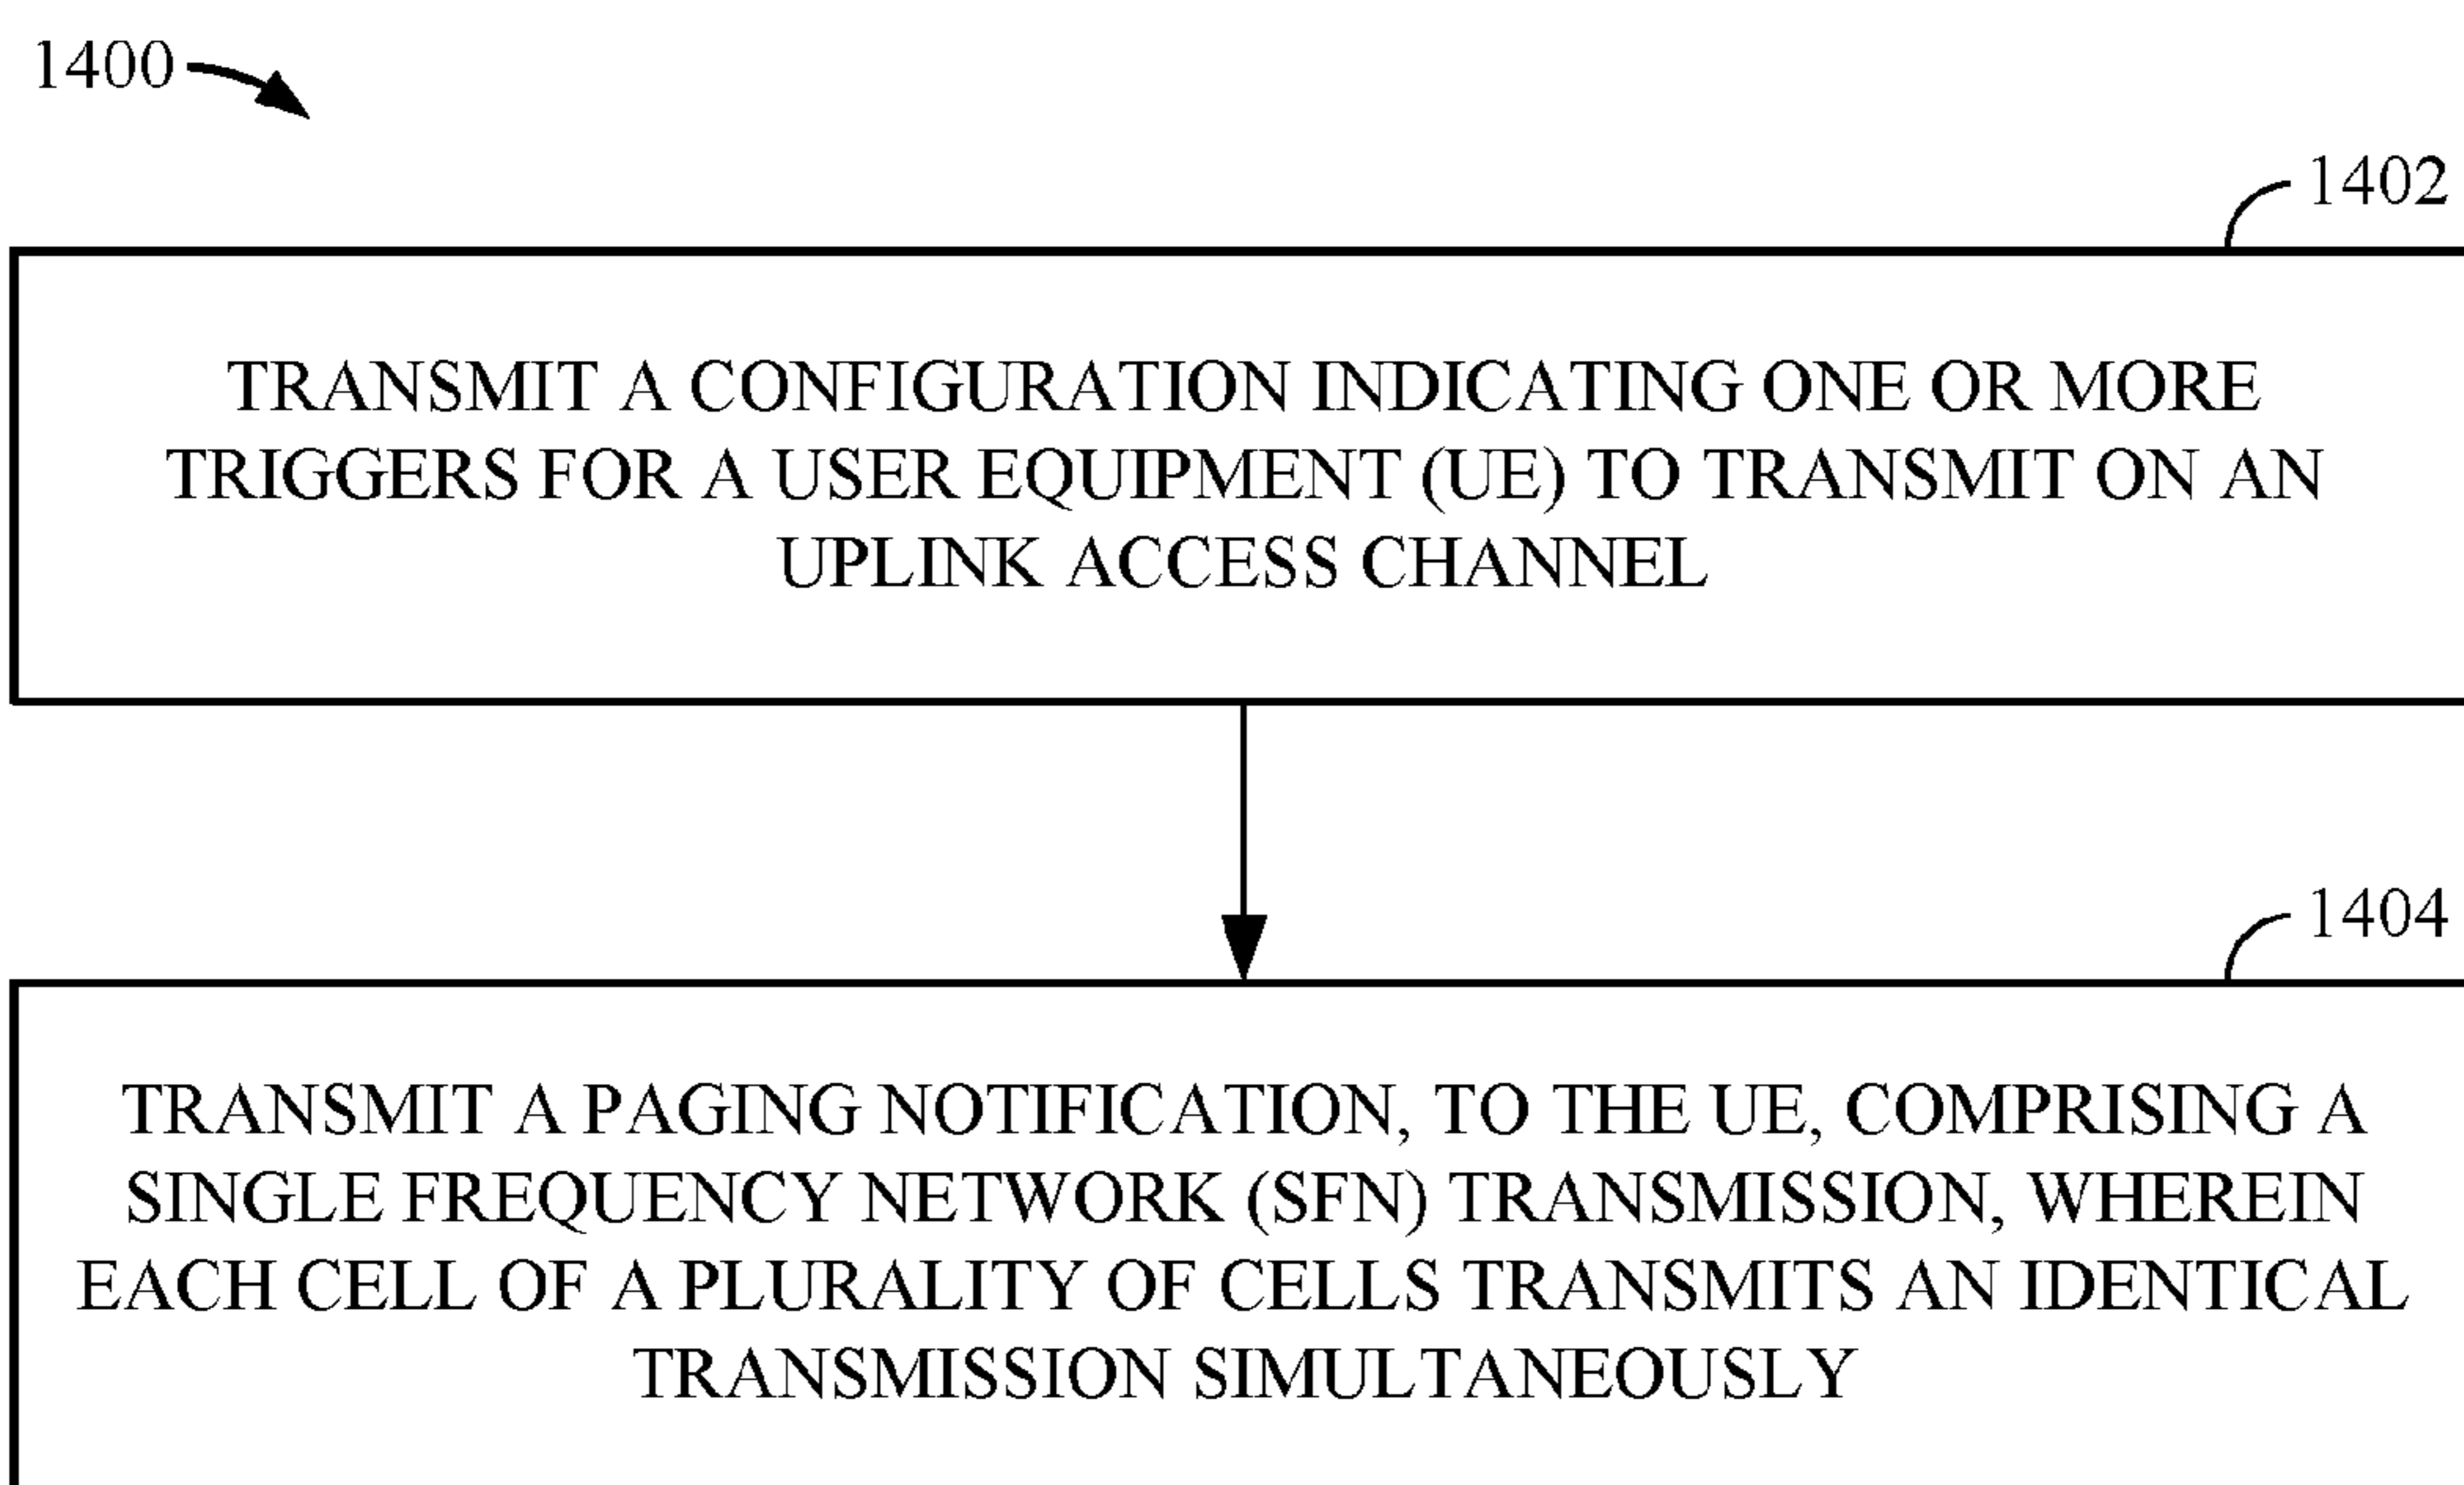 1400
1402
TRANSMIT A CONFIGURATION INDICATING ONE OR MORE
TRIGGERS FOR A USER EQUIPMENT (UE) TO TRANSMIT ON AN
UPLINK ACCESS CHANNEL
1404
TRANSMIT A PAGING NOTIFICATION, TO THE UE, COMPRISING A
SINGLE FREQUENCY NETWORK (SFN) TRANSMISSION, WHEREIN
EACH CELL OF A PLURALITY OF CELLS TRANSMITS AN IDENTICAL
TRANSMISSION SIMULTANEOUSLY